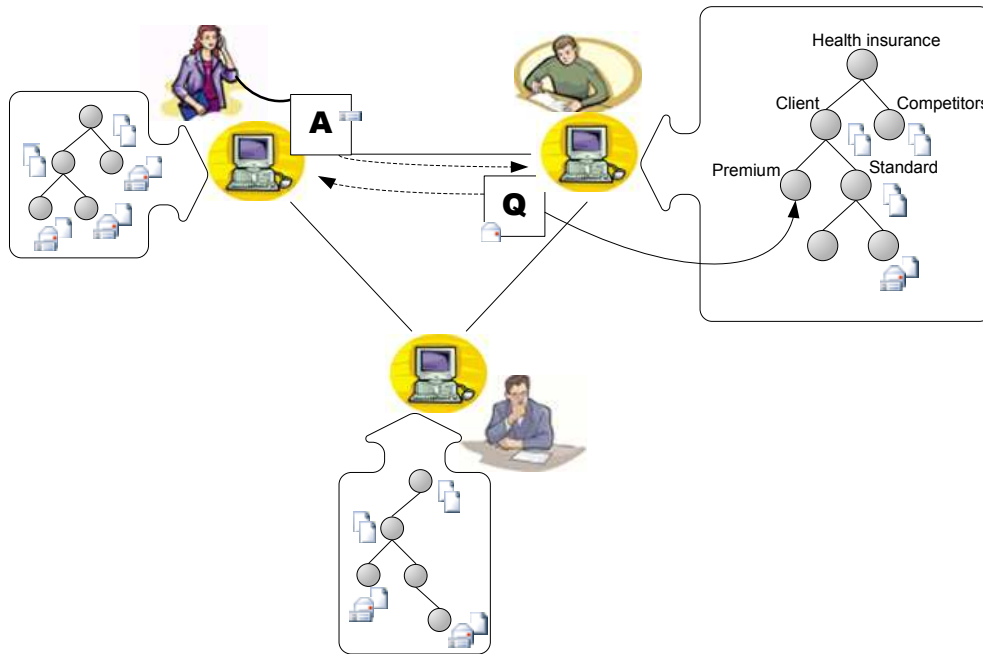 Health insurance
Client
Competitors
A
Premium
Standard
Q